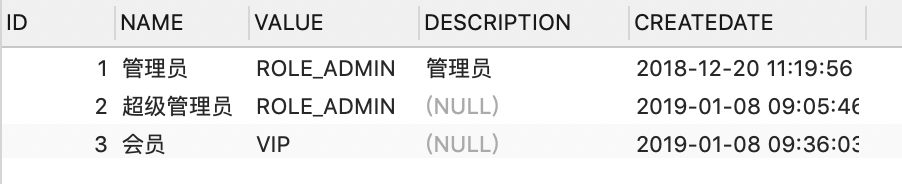 ID NAME VALUE DESCRIPTION CREATEDATE
1 管理员 ROLE_ADMIN 管理员 2018-12-20 11:19:56
2 超级管理员 ROLE_ADMIN (NULL) 2019-01-08 09:05:46
3 会员 VIP (NULL) 2019-01-08 09:36:03